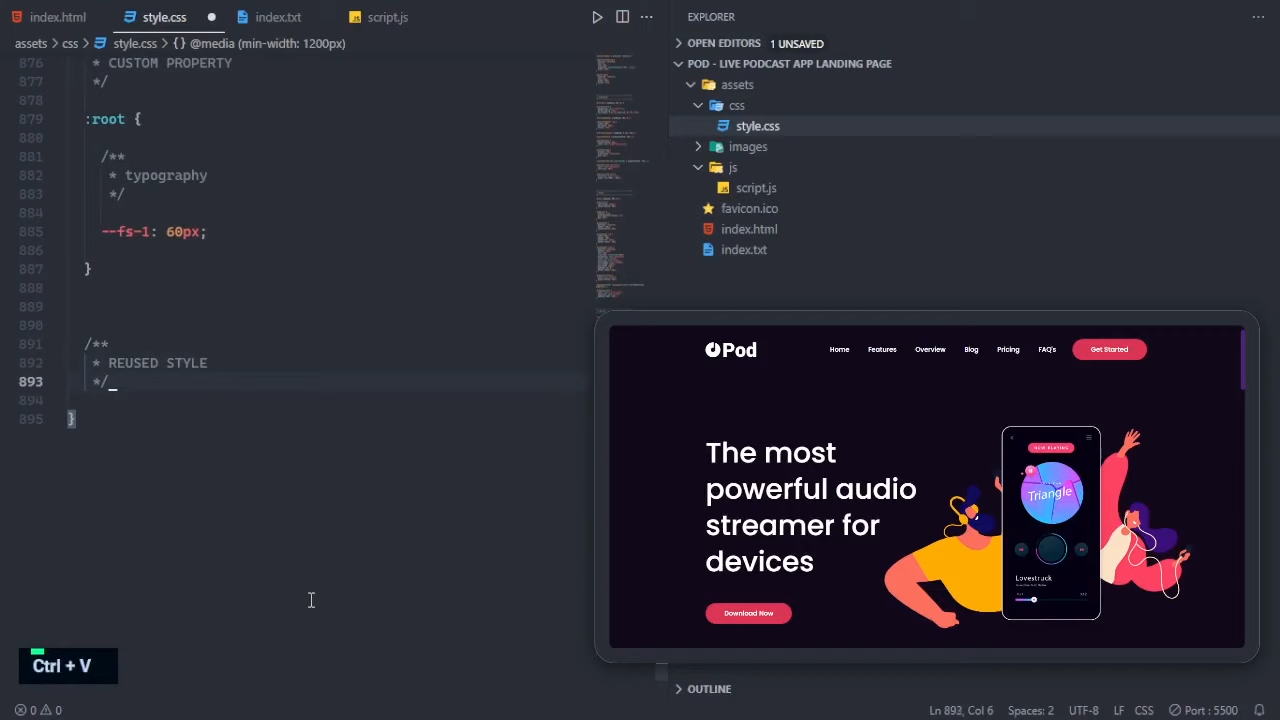 index.html
style.css
index.txt
script.js
assets > css > style.css > {} @media (min-width: 1200px)
876 * CUSTOM PROPERTY
877 */
878
879 :root {
880
881 /**
882 * typography
883 */
884
885 --fs-1: 60px;
886
887 }
888
889
890
891 /**
892 * REUSED STYLE
893 */
894
895 }
Ctrl + V
EXPLORER
OPEN EDITORS 1 UNSAVED
POD - LIVE PODCAST APP LANDING PAGE
assets
css
style.css
images
js
script.js
favicon.ico
index.html
index.txt
Pod
Home Features Overview Blog Pricing FAQ's Get Started
The most
powerful audio
streamer for
devices
Download Now
NOW PLAYING
Triangle
Lovestruck
OUTLINE
0 0
Ln 893, Col 6 Spaces: 2 UTF-8 LF CSS Port : 5500